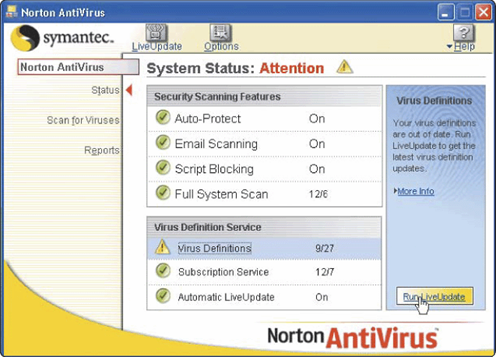 Norton AntiVirus
symantec.
LiveUpdate Options Help
Norton AntiVirus
Status
Scan for Viruses
Reports
System Status: Attention
Security Scanning Features
Auto-Protect On
Email Scanning On
Script Blocking On
Full System Scan 12/6
Virus Definition Service
Virus Definitions 9/27
Subscription Service 12/7
Automatic LiveUpdate On
Virus Definitions
Your virus definitions
are out of date. Run
LiveUpdate to get the
latest virus definition
updates.
More Info
Run LiveUpdate
Norton AntiVirus